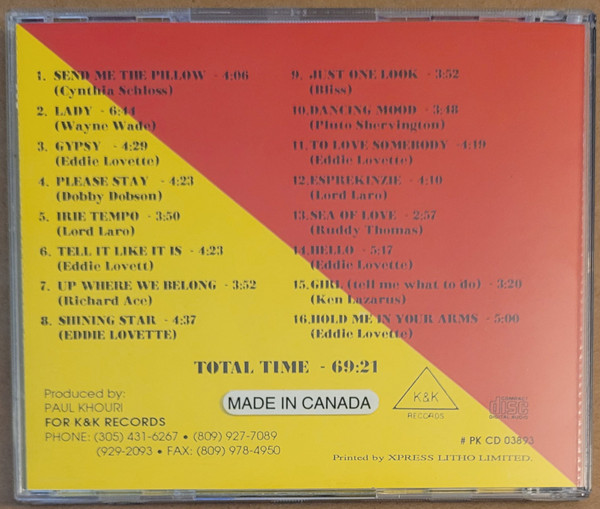 1. SEND ME THE PILLOW - 4:06
(Cynthia Schloss)
2. LADY - 6:44
(Wayne Wade)
3. GYPSY - 4:29
(Eddie Lovette)
4. PLEASE STAY - 4:23
(Dobby Dobson)
5. IRIE TEMPO - 3:50
(Lord Laro)
6. TELL IT LIKE IT IS - 4:23
(Eddie Lovett)
7. UP WHERE WE BELONG - 3:52
(Richard Ace)
8. SHINING STAR - 4:37
(EDDIE LOVETTE)
9. JUST ONE LOOK - 3:52
(Bliss)
10. DANCING MOOD - 3:48
(Pluto Shervington)
11. TO LOVE SOMEBODY - 4:19
(Eddie Lovette)
12. ESPREKINZIE - 4:10
(Lord Laro)
13. SEA OF LOVE - 2:57
(Ruddy Thomas)
14. HELLO - 5:17
(Eddie Lovette)
15. GIRL (tell me what to do) - 3:20
(Ken Lazarus)
16. HOLD ME IN YOUR ARMS - 5:00
(Eddie Lovette)
TOTAL TIME - 69:21
Produced by:
PAUL KHOURI
FOR K&K RECORDS
PHONE: (305) 431-6267 • (809) 927-7089
(929-2093 • FAX: (809) 978-4950
MADE IN CANADA
K&K
RECORDS
COMPACT
disc
DIGITAL AUDIO
# PK CD 03893
Printed by XPRESS LITHO LIMITED.